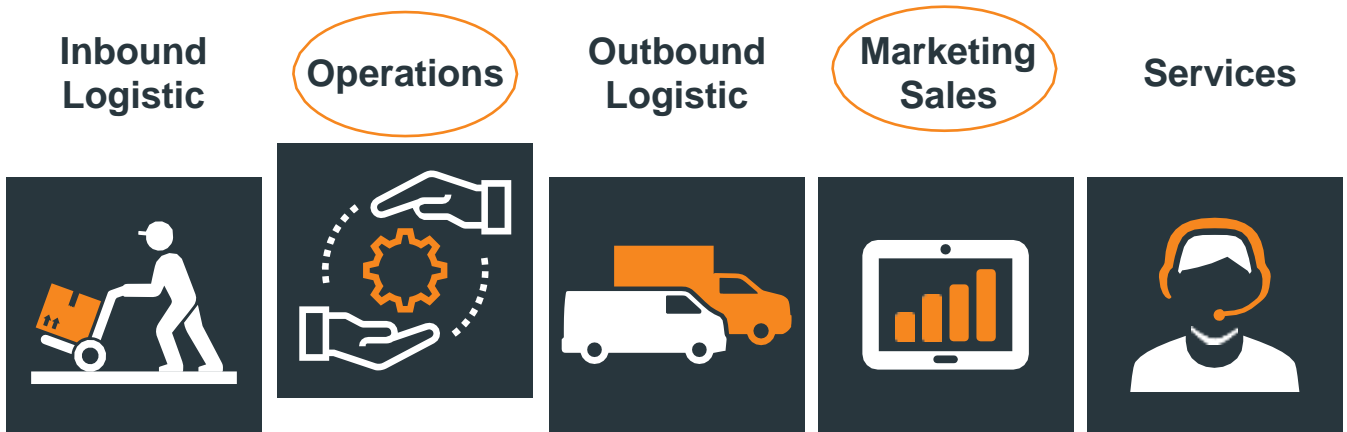 Inbound
Logistic
Operations
Outbound
Logistic
Marketing
Sales
Services